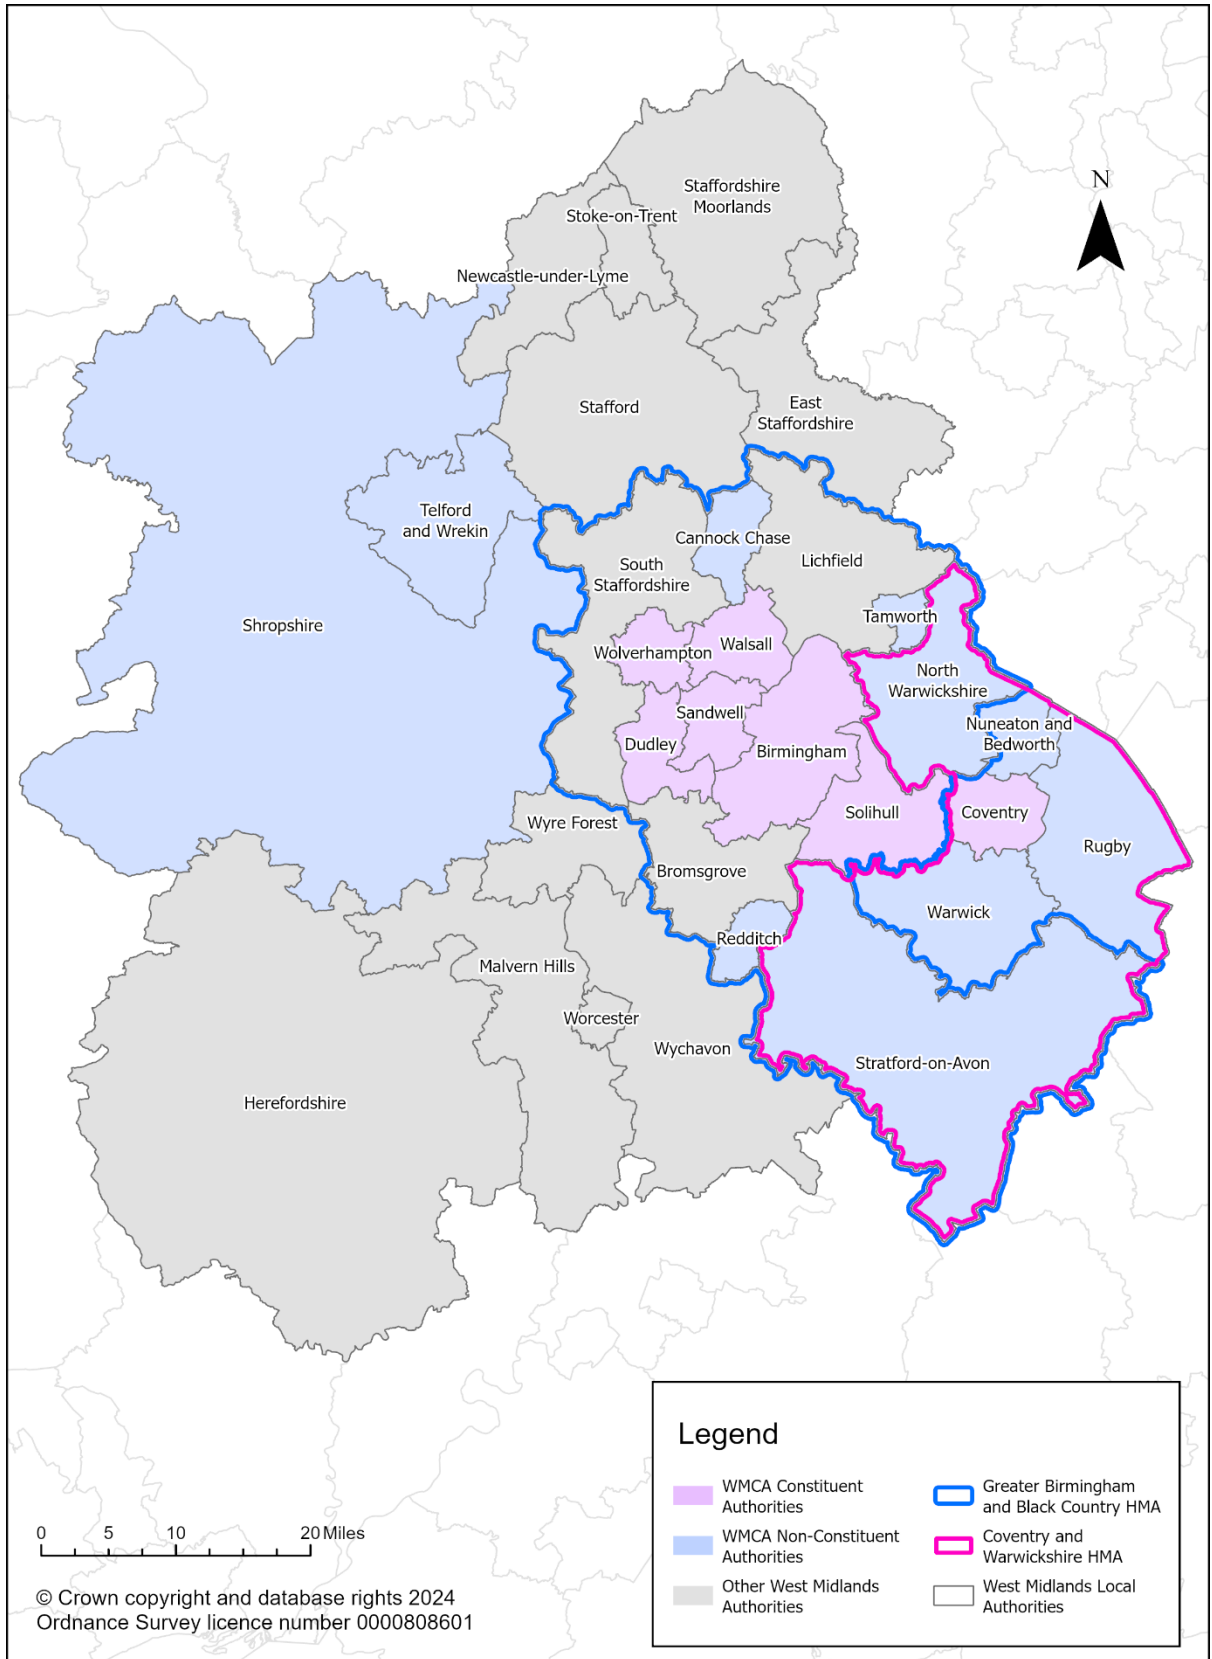 N
Staffordshire
Moorlands
Stoke-on-Trent
Newcastle-under-Lyme
Stafford
East
Staffordshire
Telford
and Wrekin
Cannock Chase
South
Staffordshire
Lichfield
Tamworth
Shropshire
Wolverhampton
Walsall
North
Warwickshire
Sandwell
Nuneaton and
Bedworth
Dudley
Birmingham
Solihull
Coventry
Wyre Forest
Rugby
Bromsgrove
Warwick
Redditch
Malvern Hills
Worcester
Wychavon
Stratford-on-Avon
Herefordshire
Legend
WMCA Constituent
Authorities
WMCA Non-Constituent
Authorities
Other West Midlands
Authorities
Greater Birmingham
and Black Country HMA
Coventry and
Warwickshire HMA
West Midlands Local
Authorities
0 5 10 20 Miles
© Crown copyright and database rights 2024
Ordnance Survey licence number 0000808601